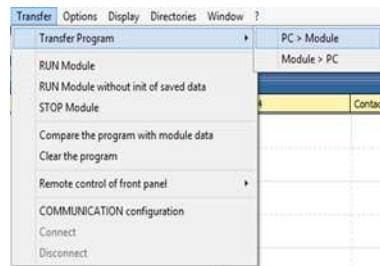 Transfer Options Display Directories Window ?
Transfer Program PC > Module
Module > PC
RUN Module
RUN Module without init of saved data
STOP Module
Compare the program with module data
Clear the program
Remote control of front panel
COMMUNICATION configuration
Connect
Disconnect